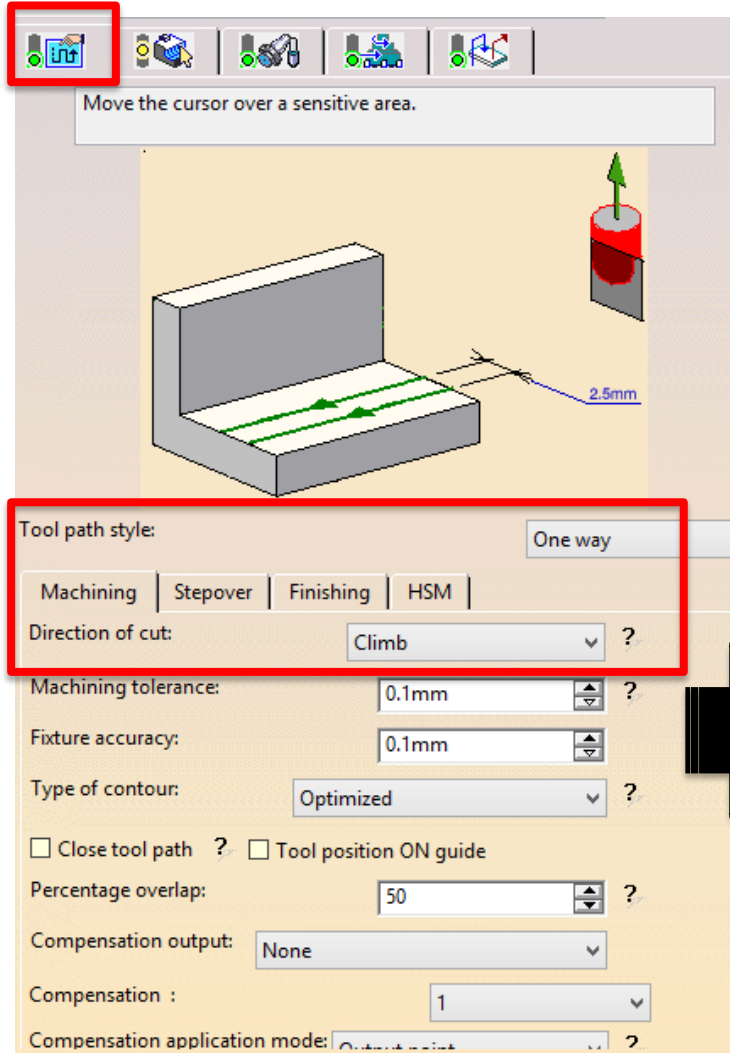 Move the cursor over a sensitive area.
2.5mm
Tool path style: One way
Machining Stepover Finishing HSM
Direction of cut: Climb ?
Machining tolerance: 0.1mm ?
Fixture accuracy: 0.1mm
Type of contour: Optimized ?
Close tool path ? Tool position ON guide
Percentage overlap: 50 ?
Compensation output: None
Compensation : 1
Compensation application mode: Output point ?